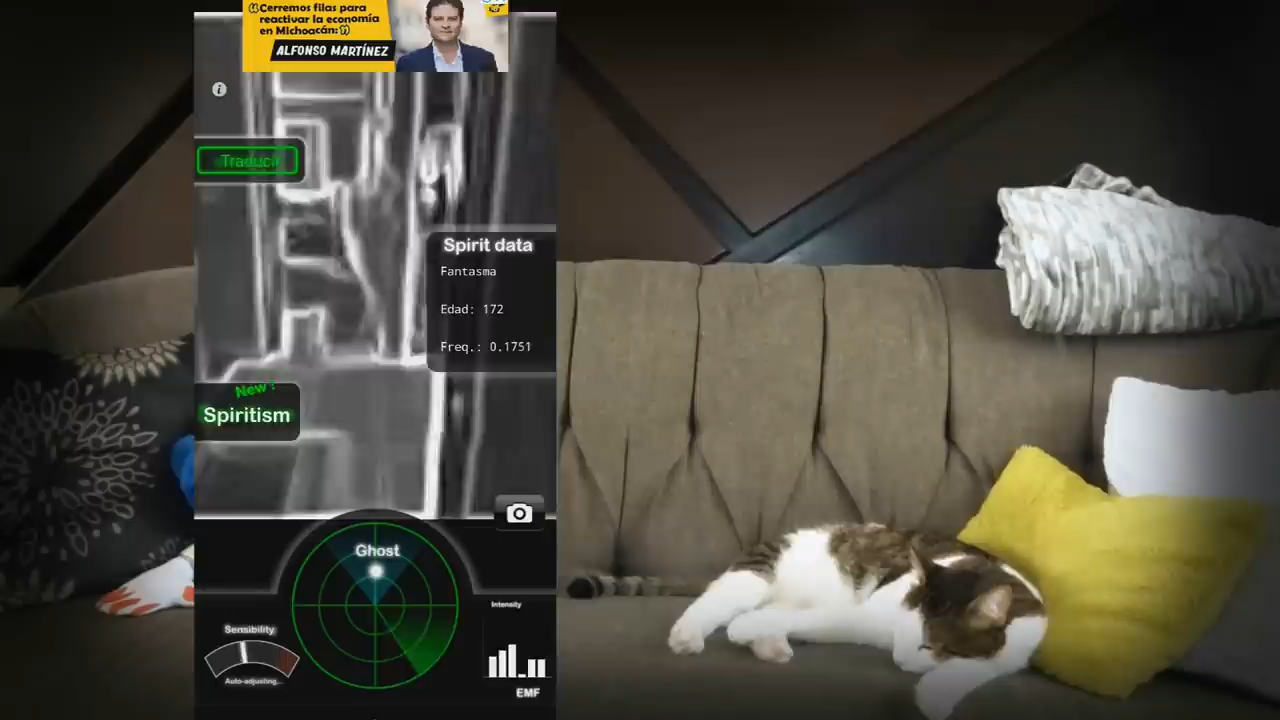 “Cerremos filas para
reactivar la economía
en Michoacán.”
ALFONSO MARTÍNEZ
i
Traducir
Spirit data
Fantasma
Edad: 172
Freq.: 0.1751
New!
Spiritism
Ghost
Sensibility
Auto-adjusting...
Intensity
EMF